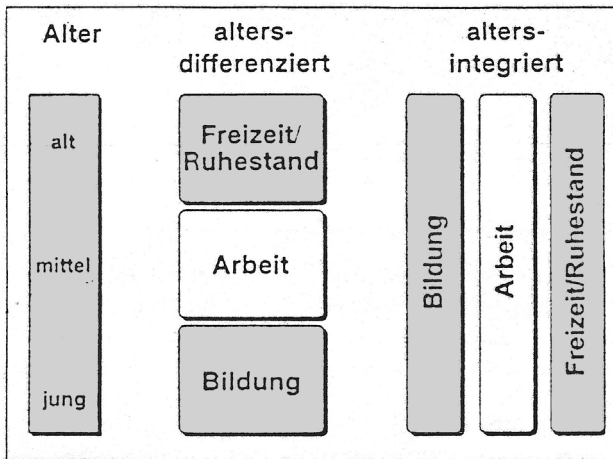 Alter
alters-
differenziert
alters-
integriert
alt
mittel
jung
Freizeit/
Ruhestand
Arbeit
Bildung
Bildung
Arbeit
Freizeit/Ruhestand